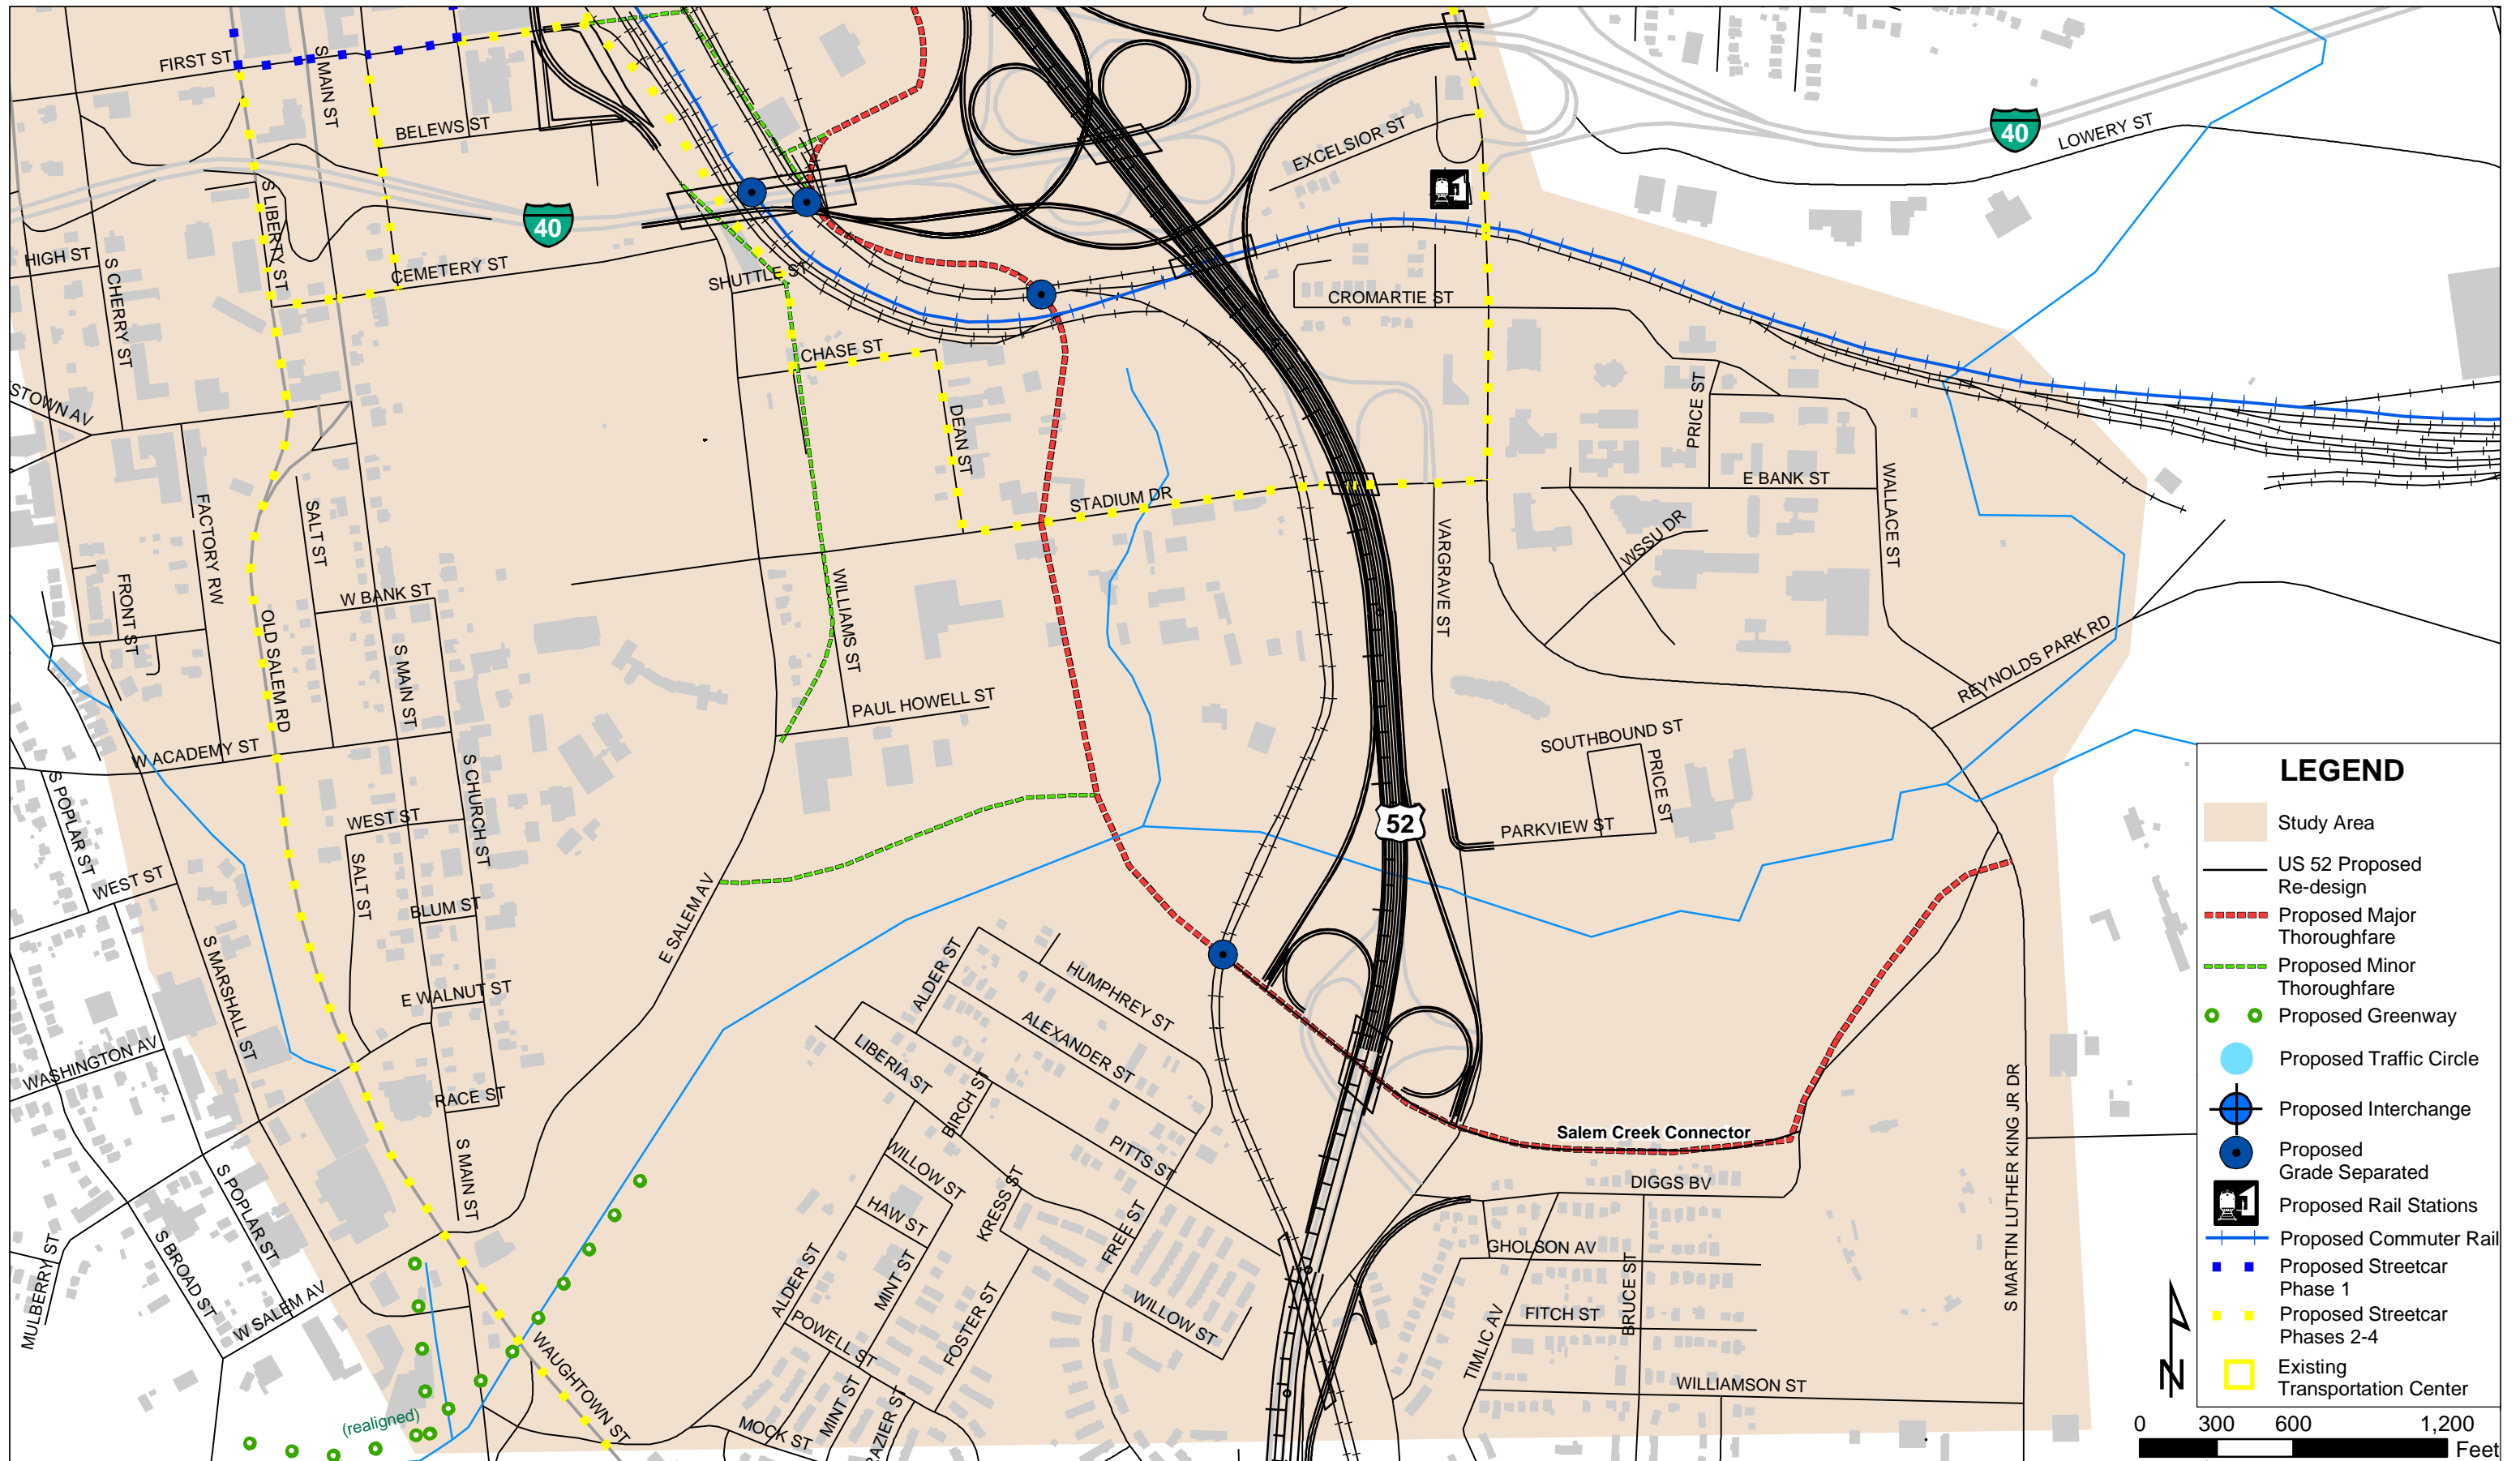 FIRST ST
S MAIN ST
BELEWS ST
S LIBERTY ST
40
HIGH ST
S CHERRY ST
CEMETERY ST
SHUTTLE ST
EXCELSIOR ST
40
LOWERY ST
CROMARTIE ST
STOWN AV
CHASE ST
DEAN ST
STADIUM DR
PRICE ST
E BANK ST
WALLACE ST
WSSU DR
VARGRAVE ST
FACTORY RW
SALT ST
FRONT ST
W BANK ST
OLD SALEM RD
S MAIN ST
WILLIAMS ST
PAUL HOWELL ST
REYNOLDS PARK RD
W ACADEMY ST
S CHURCH ST
SOUTHBOUND ST
PRICE ST
PARKVIEW ST
52
S POPLAR ST
WEST ST
WEST ST
SALT ST
BLUM ST
E SALEM AV
S MARSHALL ST
E WALNUT ST
ALDER ST
HUMPHREY ST
ALEXANDER ST
WASHINGTON AV
RACE ST
LIBERIA ST
BIRCH ST
PITTS ST
Salem Creek Connector
S MARTIN LUTHER KING JR DR
S MAIN ST
WILLOW ST
HAW ST
KRESS ST
FREE ST
DIGGS BV
GHOLSON AV
BRUCE ST
FITCH ST
TIMLIC AV
WILLIAMSON ST
MULBERRY ST
S BROAD ST
S POPLAR ST
W SALEM AV
ALDER ST
MINT ST
POWELL ST
FOSTER ST
WILLOW ST
WAUGHTOWN ST
MOCK ST
MINT ST
RAZIER ST
(realigned)
LEGEND
Study Area
US 52 Proposed
Re-design
Proposed Major
Thoroughfare
Proposed Minor
Thoroughfare
Proposed Greenway
Proposed Traffic Circle
Proposed Interchange
Proposed
Grade Separated
Proposed Rail Stations
Proposed Commuter Rail
Proposed Streetcar
Phase 1
Proposed Streetcar
Phases 2-4
Existing
Transportation Center
N
0 300 600 1,200
Feet